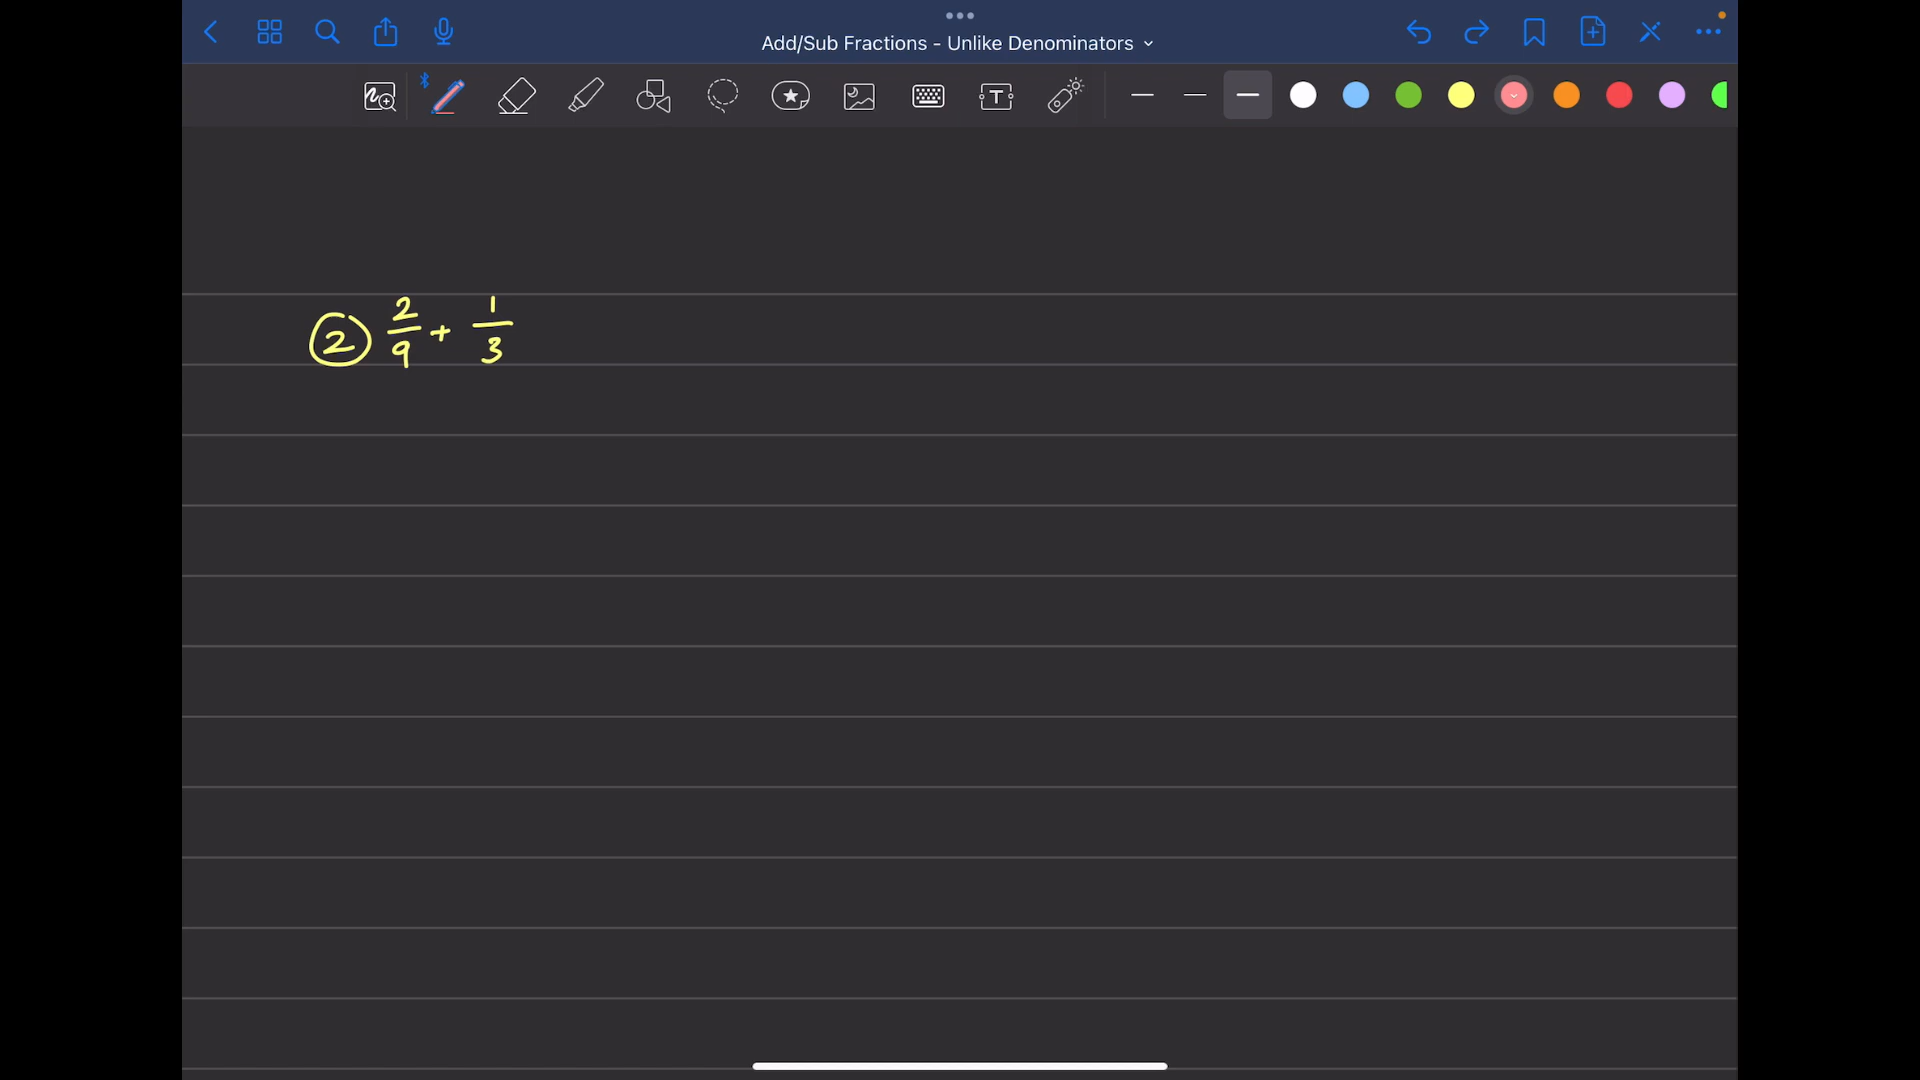 Add/Sub Fractions - Unlike Denominators
T
② 2/9 + 1/3